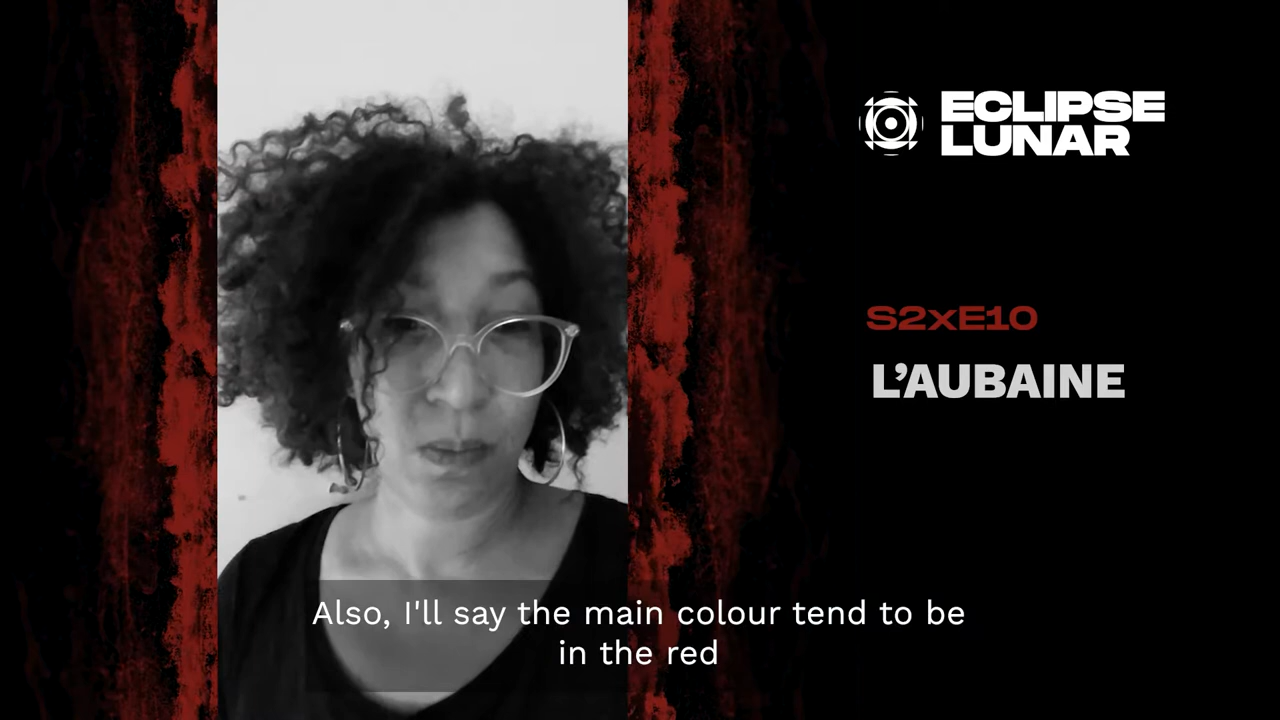 ECLIPSE
LUNAR
S2xE10
L'AUBAINE
Also, I'll say the main colour tend to be
in the red